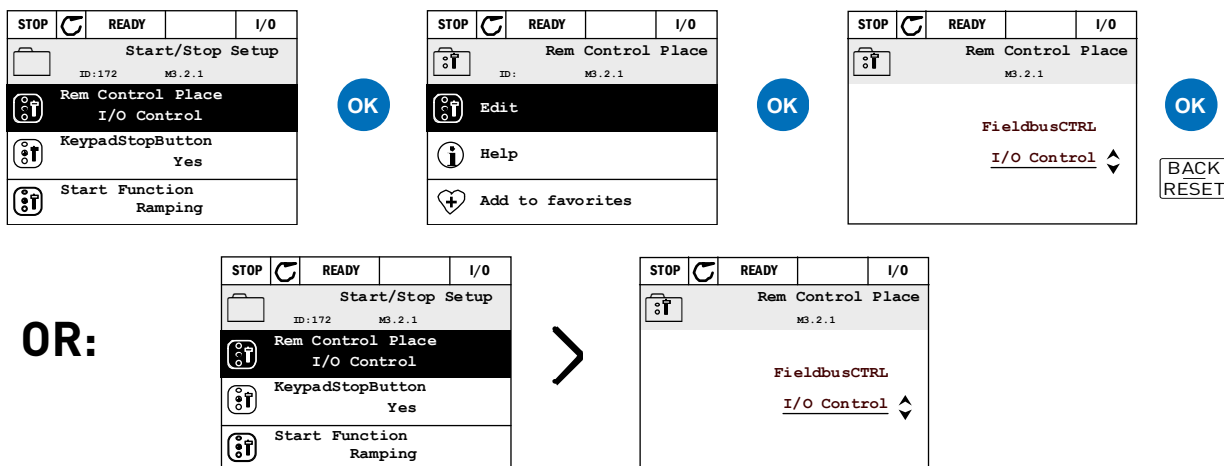 STOP READY I/O
Start/Stop Setup
ID:172 M3.2.1
Rem Control Place
I/O Control
KeypadStopButton
Yes
Start Function
Ramping
OK
STOP READY I/O
Rem Control Place
ID: M3.2.1
Edit
Help
Add to favorites
OK
STOP READY I/O
Rem Control Place
M3.2.1
FieldbusCTRL
I/O Control
OK
BACK
RESET
OR:
STOP READY I/O
Start/Stop Setup
ID:172 M3.2.1
Rem Control Place
I/O Control
KeypadStopButton
Yes
Start Function
Ramping
STOP READY I/O
Rem Control Place
M3.2.1
FieldbusCTRL
I/O Control